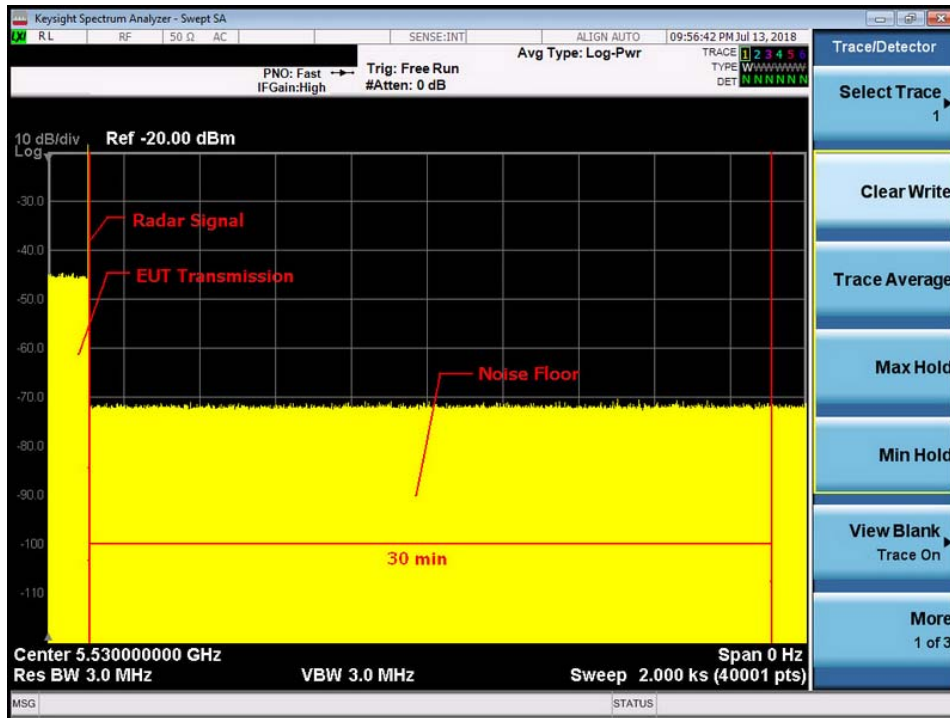 Keysight Spectrum Analyzer - Swept SA
LXI RL RF 50 Ω AC SENSE:INT ALIGN AUTO 09:56:42 PM Jul 13, 2018
PNO: Fast
IFGain:High
Trig: Free Run
#Atten: 0 dB
Avg Type: Log-Pwr
TRACE 1 2 3 4 5 6
TYPE WWWWWW
DET N N N N N N
10 dB/div Ref -20.00 dBm
Log
-30.0
-40.0
-50.0
-60.0
-70.0
-80.0
-90.0
-100
-110
Radar Signal
EUT Transmission
Noise Floor
30 min
Center 5.530000000 GHz Span 0 Hz
Res BW 3.0 MHz VBW 3.0 MHz Sweep 2.000 ks (40001 pts)
MSG STATUS
Trace/Detector
Select Trace
1
Clear Write
Trace Average
Max Hold
Min Hold
View Blank
Trace On
More
1 of 3